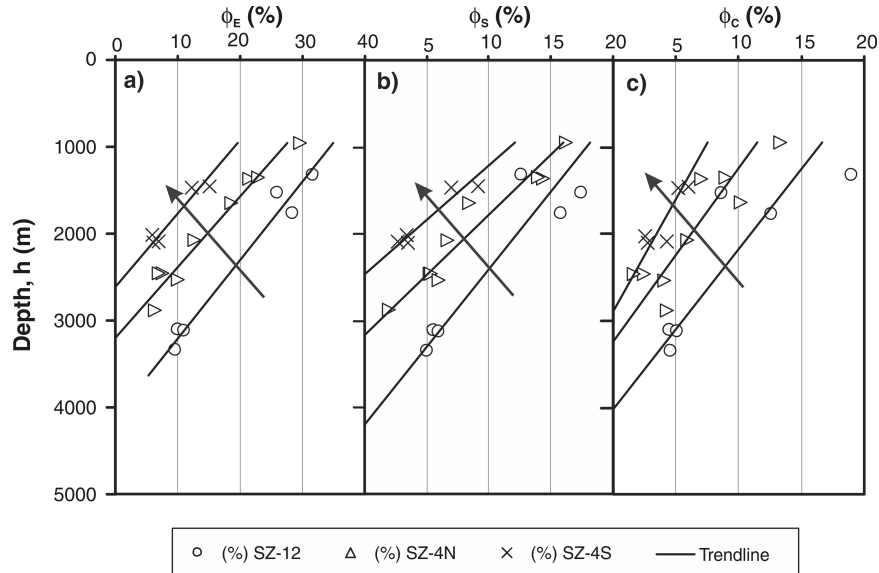 ϕE (%) ϕS (%) ϕC (%)
0 10 20 30 40 5 10 15 20 5 10 15 20
0
a) b) c)
1000
2000
3000
4000
5000
Depth, h (m)
(%) SZ-12 (%) SZ-4N (%) SZ-4S Trendline